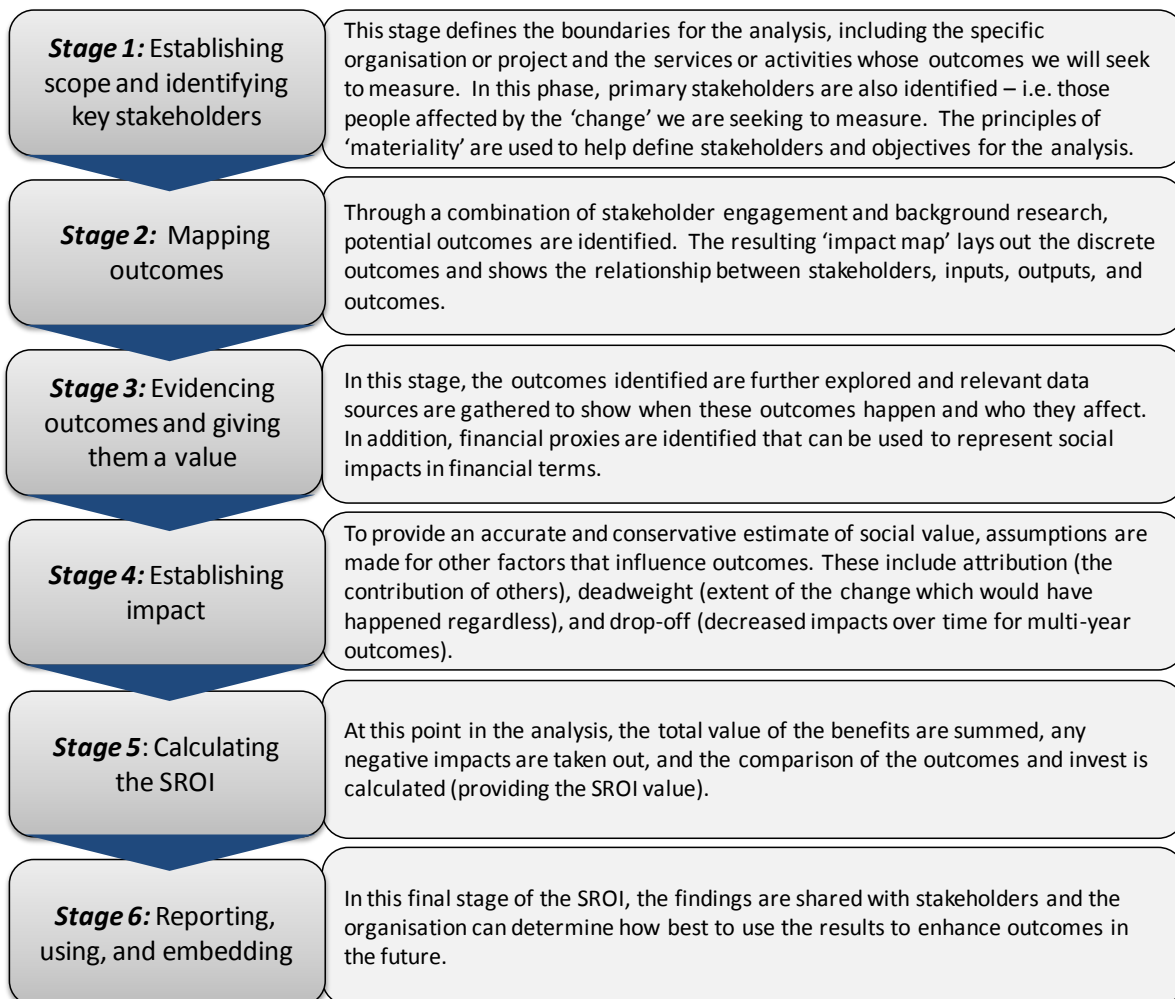 Stage 1: Establishing
scope and identifying
key stakeholders
This stage defines the boundaries for the analysis, including the specific
organisation or project and the services or activities whose outcomes we will seek
to measure. In this phase, primary stakeholders are also identified – i.e. those
people affected by the ‘change’ we are seeking to measure. The principles of
‘materiality’ are used to help define stakeholders and objectives for the analysis.
Stage 2: Mapping
outcomes
Through a combination of stakeholder engagement and background research,
potential outcomes are identified. The resulting ‘impact map’ lays out the discrete
outcomes and shows the relationship between stakeholders, inputs, outputs, and
outcomes.
Stage 3: Evidencing
outcomes and giving
them a value
In this stage, the outcomes identified are further explored and relevant data
sources are gathered to show when these outcomes happen and who they affect.
In addition, financial proxies are identified that can be used to represent social
impacts in financial terms.
Stage 4: Establishing
impact
To provide an accurate and conservative estimate of social value, assumptions are
made for other factors that influence outcomes. These include attribution (the
contribution of others), deadweight (extent of the change which would have
happened regardless), and drop-off (decreased impacts over time for multi-year
outcomes).
Stage 5: Calculating
the SROI
At this point in the analysis, the total value of the benefits are summed, any
negative impacts are taken out, and the comparison of the outcomes and invest is
calculated (providing the SROI value).
Stage 6: Reporting,
using, and embedding
In this final stage of the SROI, the findings are shared with stakeholders and the
organisation can determine how best to use the results to enhance outcomes in
the future.